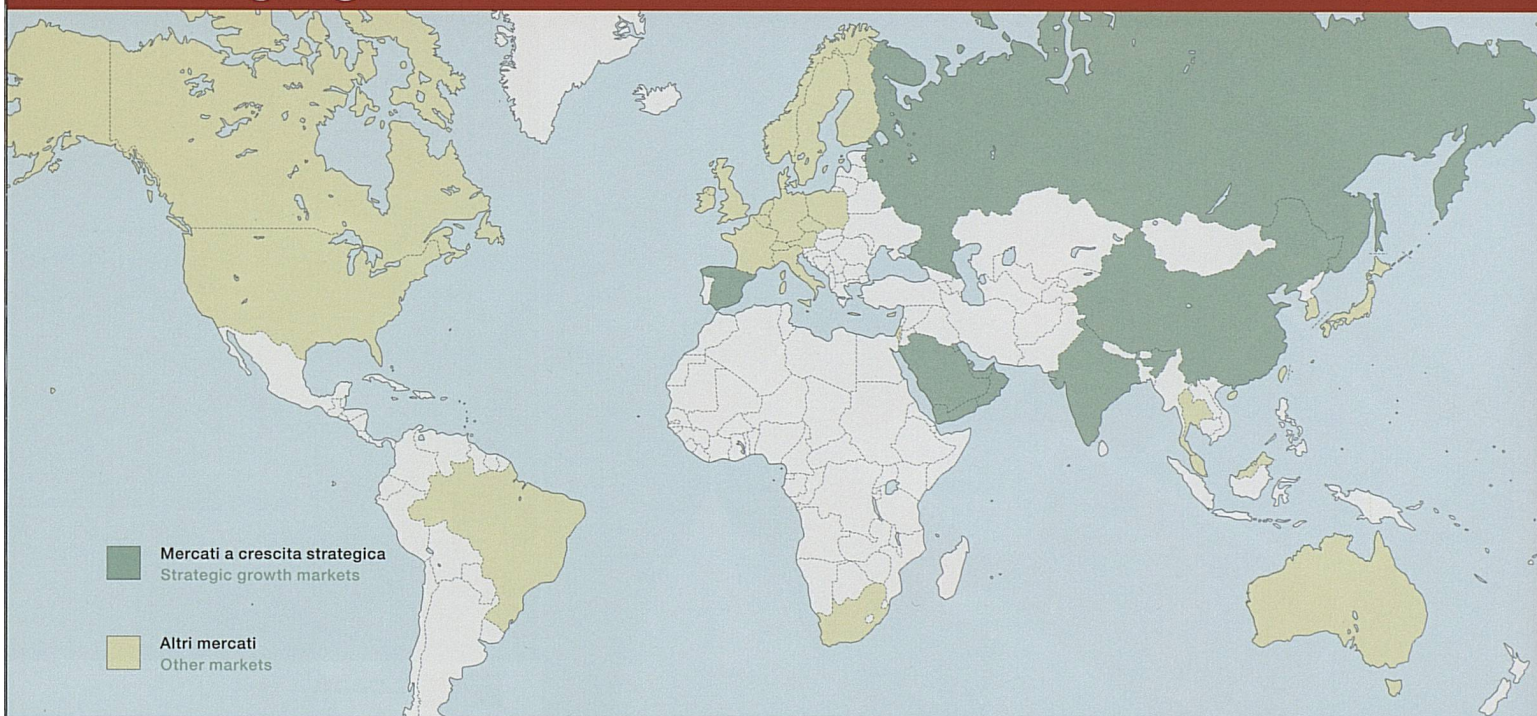 Mercati a crescita strategica
Strategic growth markets
Altri mercati
Other markets